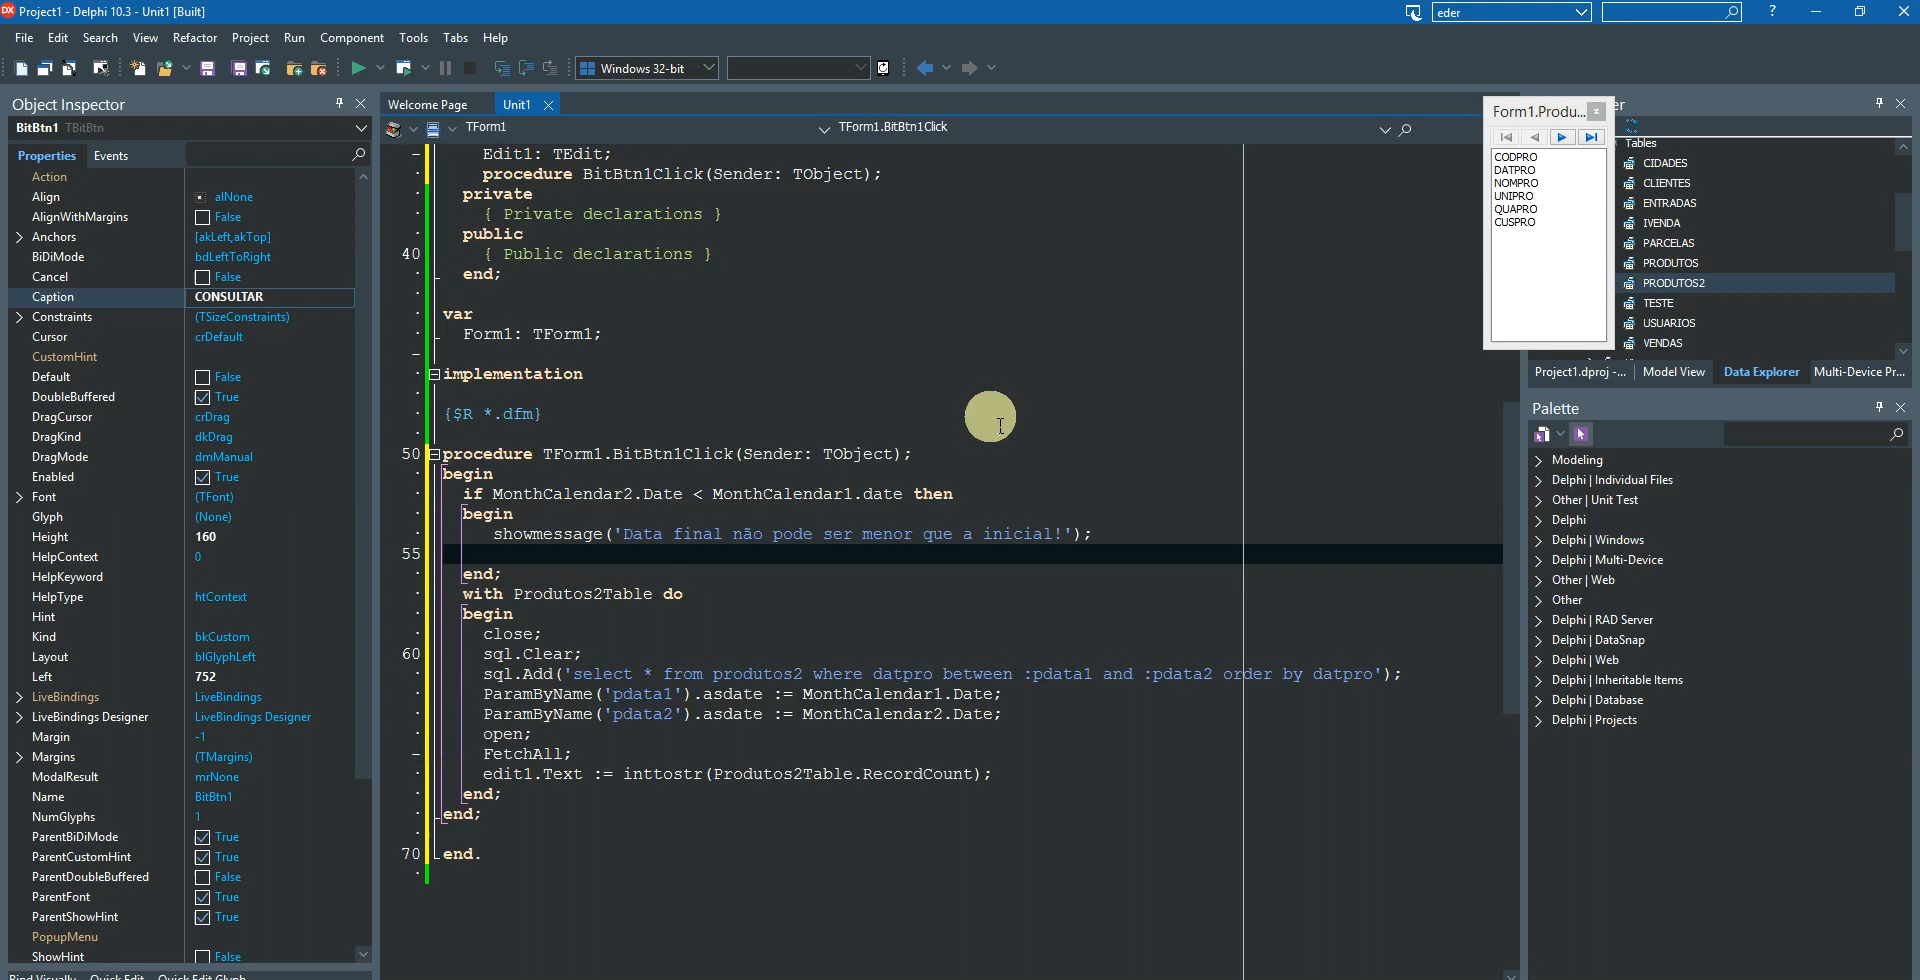 Project1 - Delphi 10.3 - Unit1 [Built]
eder
?
File Edit Search View Refactor Project Run Component Tools Tabs Help
Windows 32-bit
Object Inspector
BitBtn1 TBitBtn
Properties Events
Action
Align alNone
AlignWithMargins False
Anchors [akLeft,akTop]
BiDiMode bdLeftToRight
Cancel False
Caption CONSULTAR
Constraints (TSizeConstraints)
Cursor crDefault
CustomHint
Default False
DoubleBuffered True
DragCursor crDrag
DragKind dkDrag
DragMode dmManual
Enabled True
Font (TFont)
Glyph (None)
Height 160
HelpContext 0
HelpKeyword
HelpType htContext
Hint
Kind bkCustom
Layout blGlyphLeft
Left 752
LiveBindings LiveBindings
LiveBindings Designer LiveBindings Designer
Margin -1
Margins (TMargins)
ModalResult mrNone
Name BitBtn1
NumGlyphs 1
ParentBiDiMode True
ParentCustomHint True
ParentDoubleBuffered False
ParentFont True
ParentShowHint True
PopupMenu
ShowHint False
Bind Visually... Quick Edit... Quick Edit Glyph...
Welcome Page Unit1
TForm1 TForm1.BitBtn1Click
Edit1: TEdit;
procedure BitBtn1Click(Sender: TObject);
private
{ Private declarations }
public
40 { Public declarations }
end;
var
Form1: TForm1;
implementation
{$R *.dfm}
50 procedure TForm1.BitBtn1Click(Sender: TObject);
begin
if MonthCalendar2.Date < MonthCalendar1.date then
begin
showmessage('Data final não pode ser menor que a inicial!');
55
end;
with Produtos2Table do
begin
close;
60 sql.Clear;
sql.Add('select * from produtos2 where datpro between :pdata1 and :pdata2 order by datpro');
ParamByName('pdata1').asdate := MonthCalendar1.Date;
ParamByName('pdata2').asdate := MonthCalendar2.Date;
open;
FetchAll;
edit1.Text := inttostr(Produtos2Table.RecordCount);
end;
end;
70 end.
Form1.Produ...
CODPRO
DATPRO
NOMPRO
UNIPRO
QUAPRO
CUSPRO
er
Tables
CIDADES
CLIENTES
ENTRADAS
IVENDA
PARCELAS
PRODUTOS
PRODUTOS2
TESTE
USUARIOS
VENDAS
Project1.dproj -... Model View Data Explorer Multi-Device Pr...
Palette
Modeling
Delphi | Individual Files
Other | Unit Test
Delphi
Delphi | Windows
Delphi | Multi-Device
Other | Web
Other
Delphi | RAD Server
Delphi | DataSnap
Delphi | Web
Delphi | Inheritable Items
Delphi | Database
Delphi | Projects